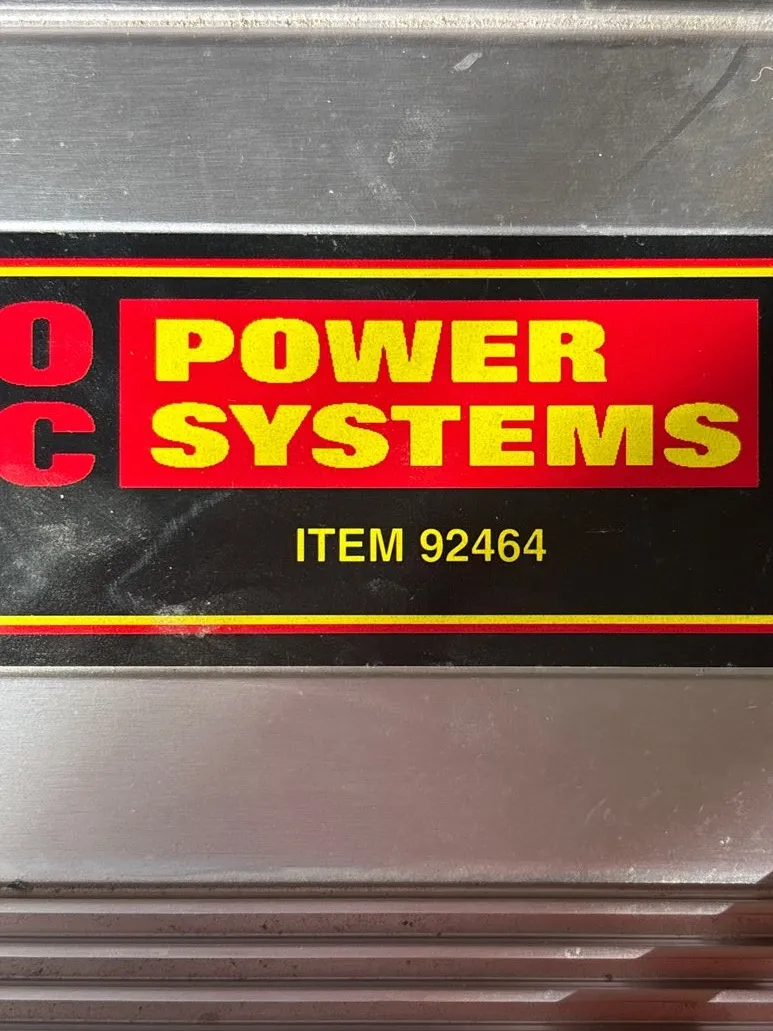 O POWER
C SYSTEMS
ITEM 92464